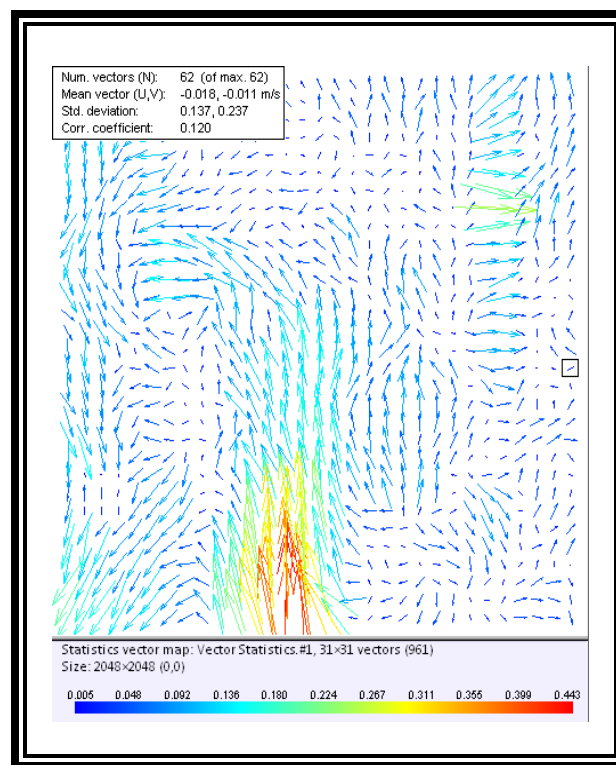 Num. vectors (N): 62 (of max. 62)
Mean vector (U,V): -0.018, -0.011 m/s
Std. deviation: 0.137, 0.237
Corr. coefficient: 0.120
Statistics vector map: Vector Statistics.#1, 31×31 vectors (961)
Size: 2048×2048 (0,0)
0.005 0.048 0.092 0.136 0.180 0.224 0.267 0.311 0.355 0.399 0.443